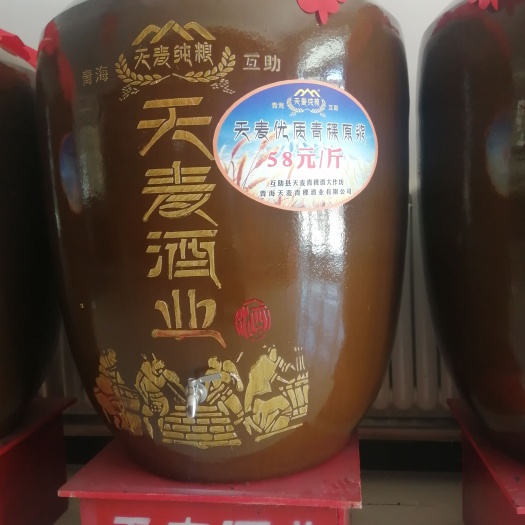 天麦纯粮
青海
互助
天麦酒业
天麦纯粮
青海
互助
天麦优质青稞原浆
58元/斤
互助县天麦青稞酒大作坊
青海天麦青稞酒业有限公司